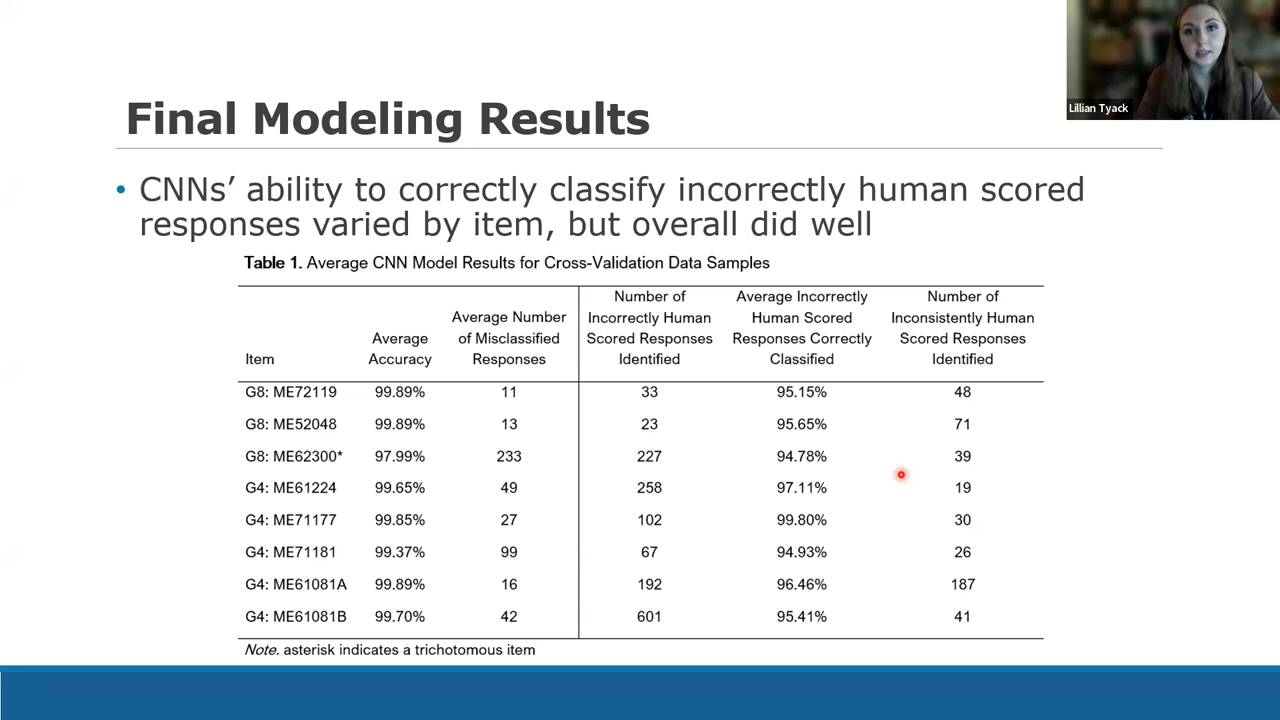 Lillian Tyack
Final Modeling Results
• CNNs’ ability to correctly classify incorrectly human scored
responses varied by item, but overall did well
Table 1. Average CNN Model Results for Cross-Validation Data Samples
Item
Average
Accuracy
Average Number
of Misclassified
Responses
Number of
Incorrectly Human
Scored Responses
Identified
Average Incorrectly
Human Scored
Responses Correctly
Classified
Number of
Inconsistently Human
Scored Responses
Identified
G8: ME72119 99.89% 11 33 95.15% 48
G8: ME52048 99.89% 13 23 95.65% 71
G8: ME62300* 97.99% 233 227 94.78% 39
G4: ME61224 99.65% 49 258 97.11% 19
G4: ME71177 99.85% 27 102 99.80% 30
G4: ME71181 99.37% 99 67 94.93% 26
G4: ME61081A 99.89% 16 192 96.46% 187
G4: ME61081B 99.70% 42 601 95.41% 41
Note. asterisk indicates a trichotomous item